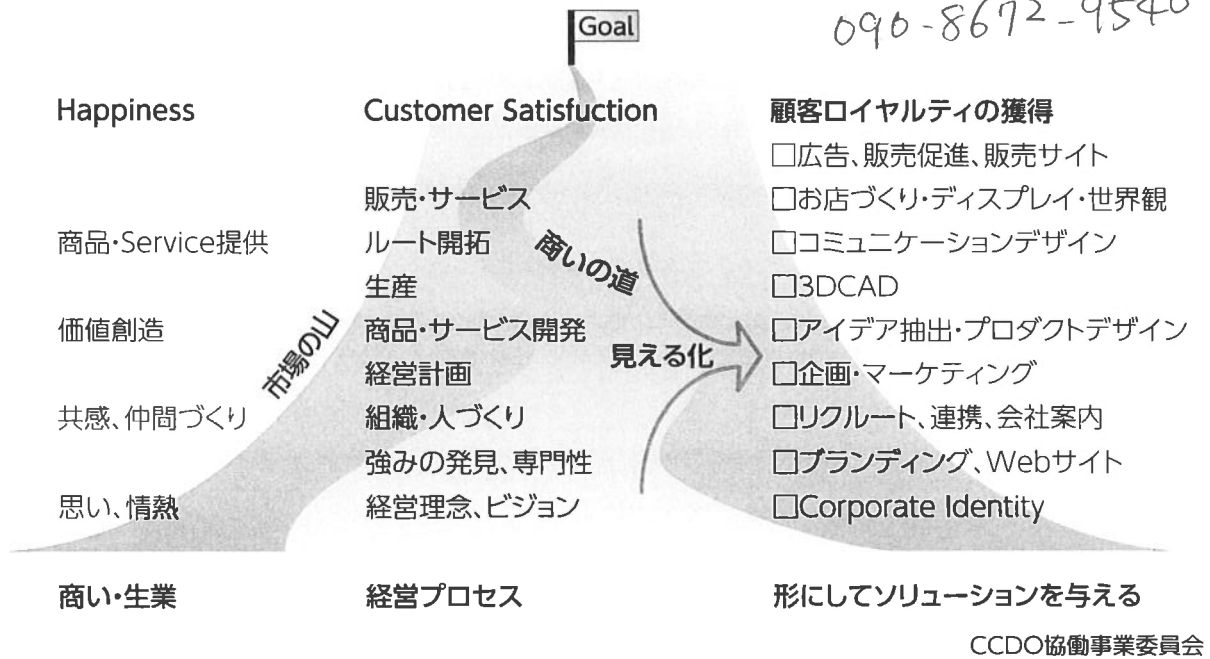 090-8672-9540
Goal
Happiness
Customer Satisfuction
顧客ロイヤルティの獲得
□広告、販売促進、販売サイト
販売・サービス
□お店づくり・ディスプレイ・世界観
商品・Service提供
ルート開拓
商いの道
□コミュニケーションデザイン
生産
□3DCAD
価値創造
市場の山
商品・サービス開発
見える化
□アイデア抽出・プロダクトデザイン
経営計画
□企画・マーケティング
共感、仲間づくり
組織・人づくり
□リクルート、連携、会社案内
強みの発見、専門性
□ブランディング、Webサイト
思い、情熱
経営理念、ビジョン
□Corporate Identity
商い・生業
経営プロセス
形にしてソリューションを与える
CCDO協働事業委員会